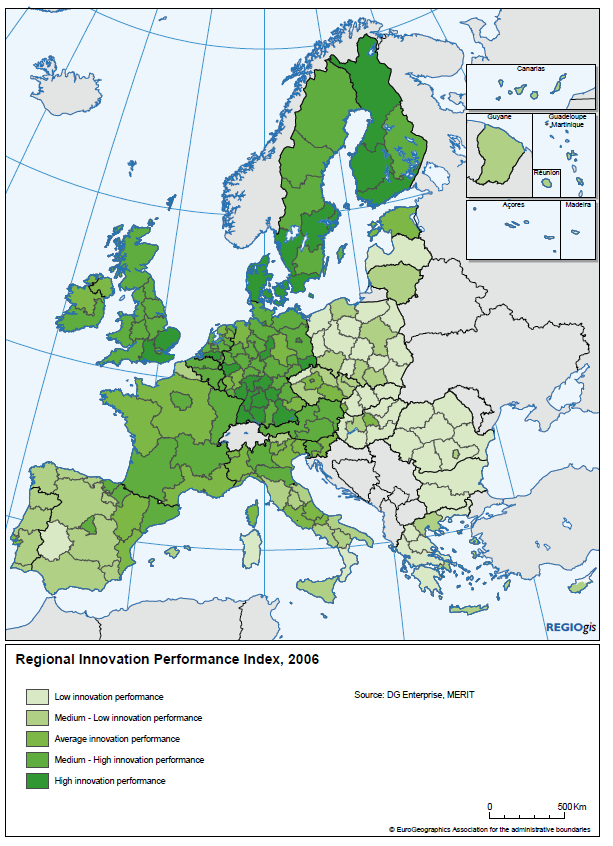 Canarias
Guyane
Guadeloupe
Martinique
Réunion
Açores
Madeira
REGIOgis
Regional Innovation Performance Index, 2006
Low innovation performance
Source: DG Enterprise, MERIT
Medium - Low innovation performance
Average innovation performance
Medium - High innovation performance
High innovation performance
0 500 Km
© EuroGeographics Association for the administrative boundaries